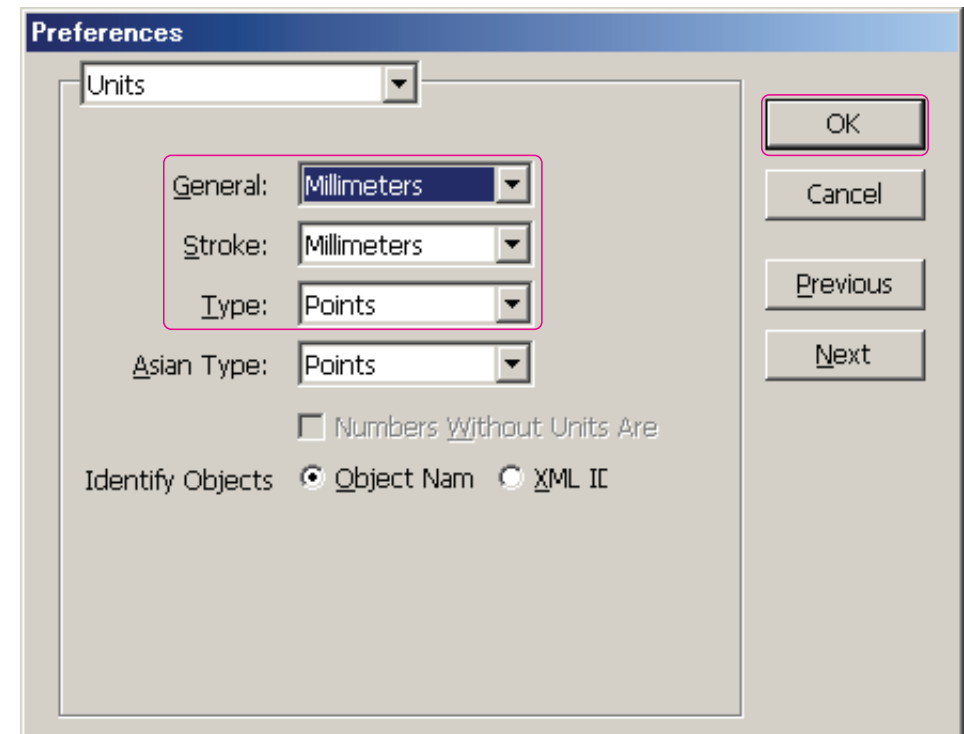 Preferences
Units
General: Millimeters
Stroke: Millimeters
Type: Points
Asian Type: Points
Numbers Without Units Are
Identify Objects Object Nam XML ID
OK
Cancel
Previous
Next